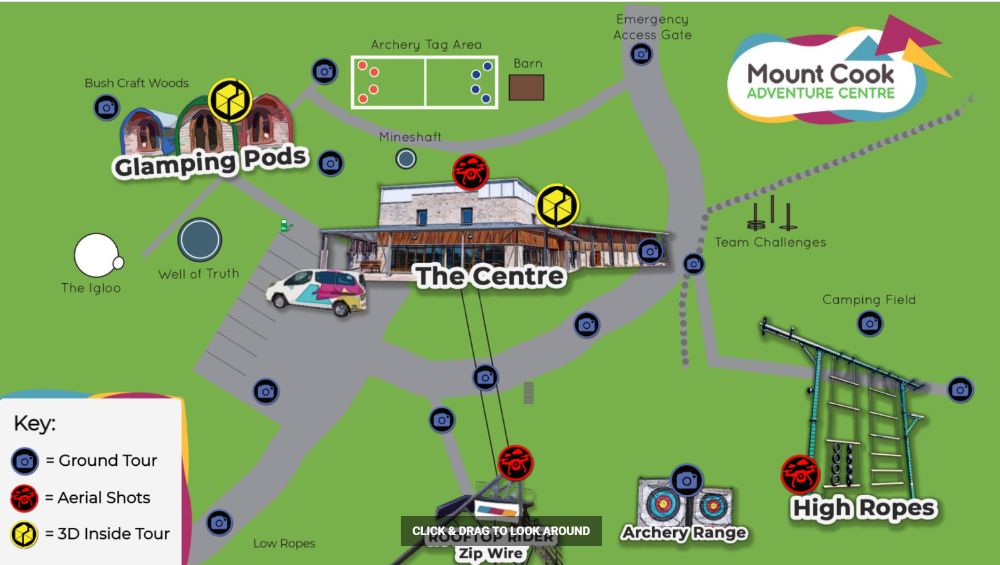 Emergency
Access Gate
Archery Tag Area
Barn
Mount Cook
ADVENTURE CENTRE
Bush Craft Woods
Glamping Pods
Mineshaft
Team Challenges
Well of Truth
The Igloo
The Centre
Camping Field
Key:
= Ground Tour
= Aerial Shots
= 3D Inside Tour
High Ropes
CLICK & DRAG TO LOOK AROUND
Archery Range
ROOFTOP RIDER
Low Ropes
Zip Wire